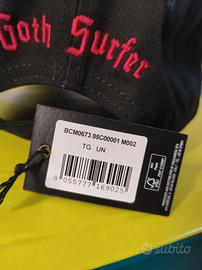 Goth Surfer
BCM0673 05C00001 M002
TG. UN
8 055777 169025
subito